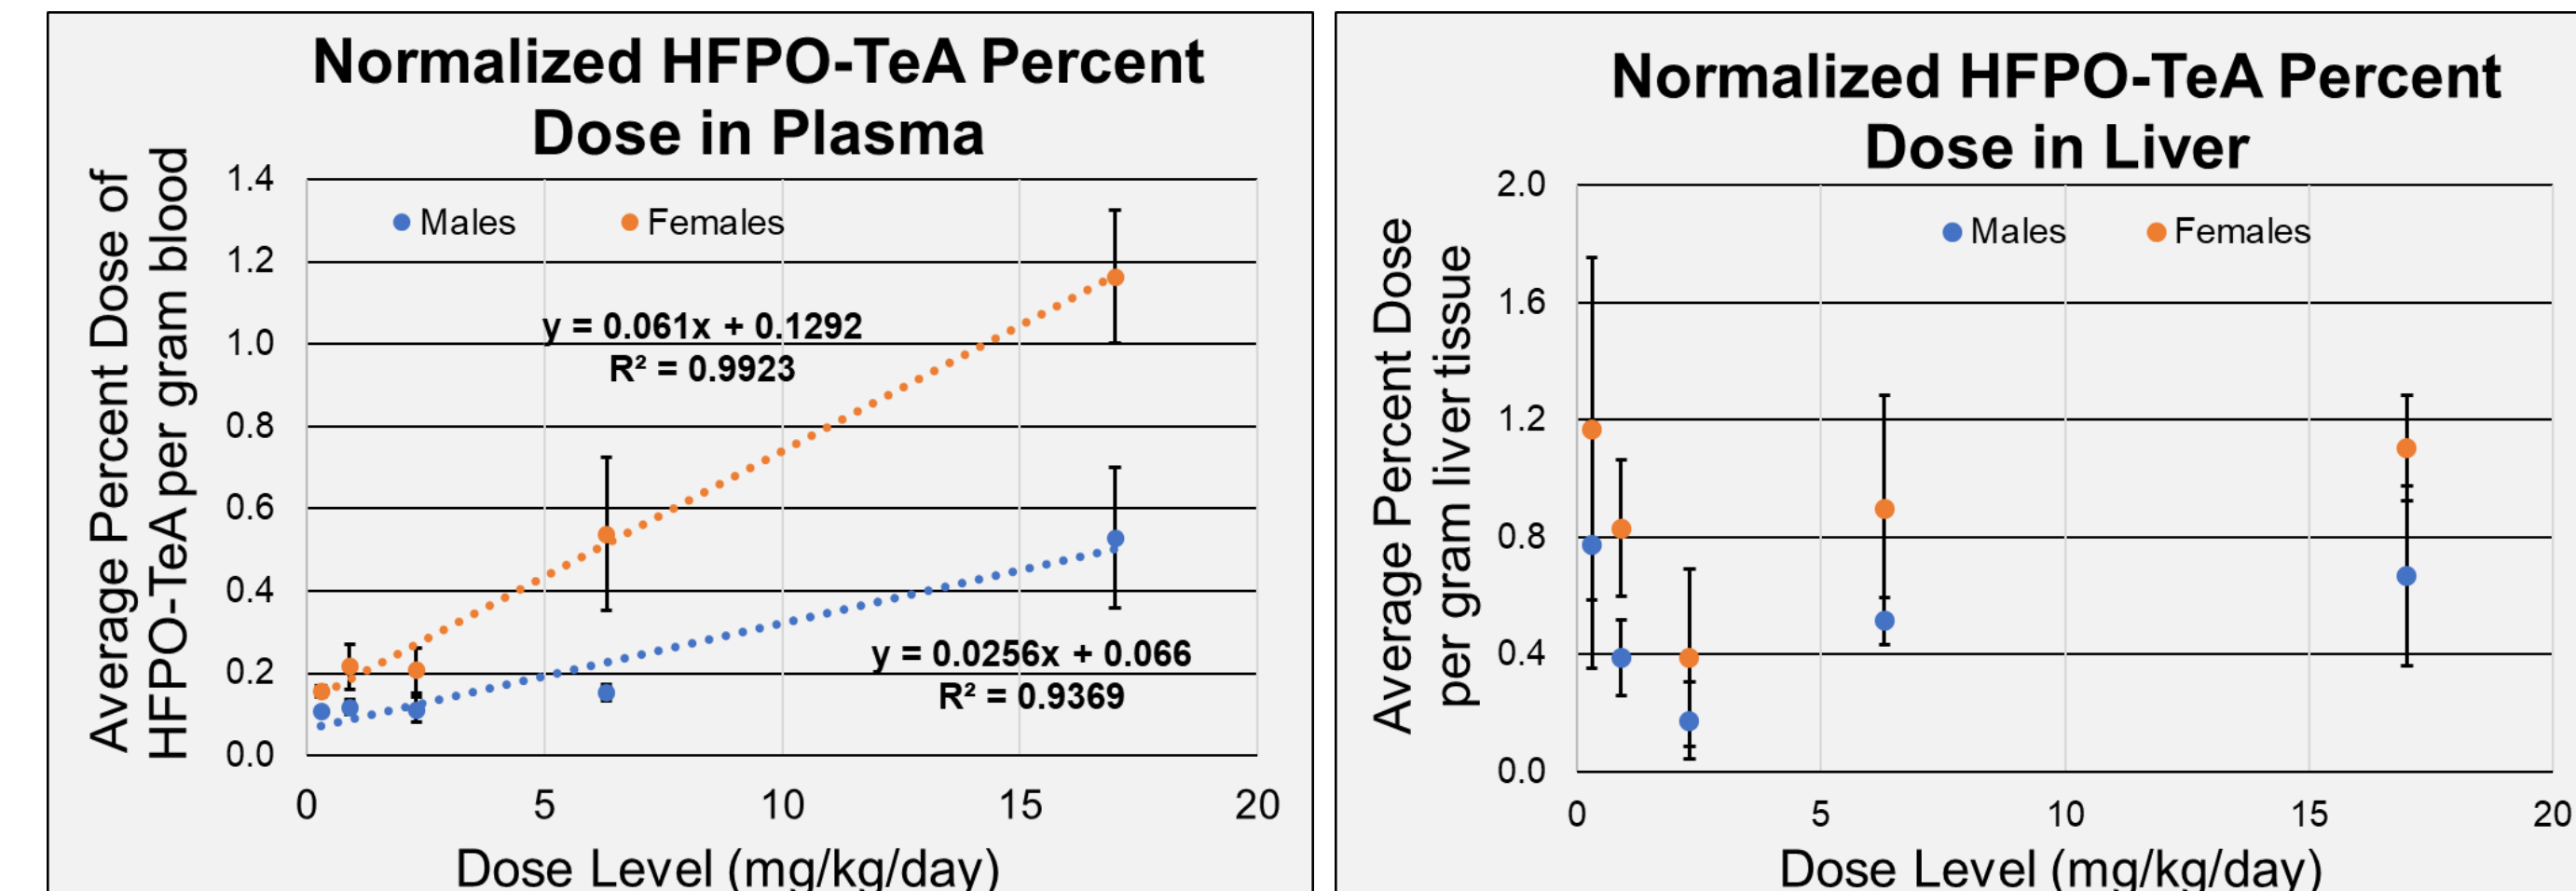 Normalized HFPO-TeA Percent
Dose in Plasma
Average Percent Dose of
HFPO-TeA per gram blood
1.4
1.2
1.0
0.8
0.6
0.4
0.2
0.0
Males
Females
y = 0.061x + 0.1292
R² = 0.9923
y = 0.0256x + 0.066
R² = 0.9369
0
5
10
15
20
Dose Level (mg/kg/day)
Normalized HFPO-TeA Percent
Dose in Liver
Average Percent Dose
per gram liver tissue
2.0
1.6
1.2
0.8
0.4
0.0
Males
Females
0
5
10
15
20
Dose Level (mg/kg/day)